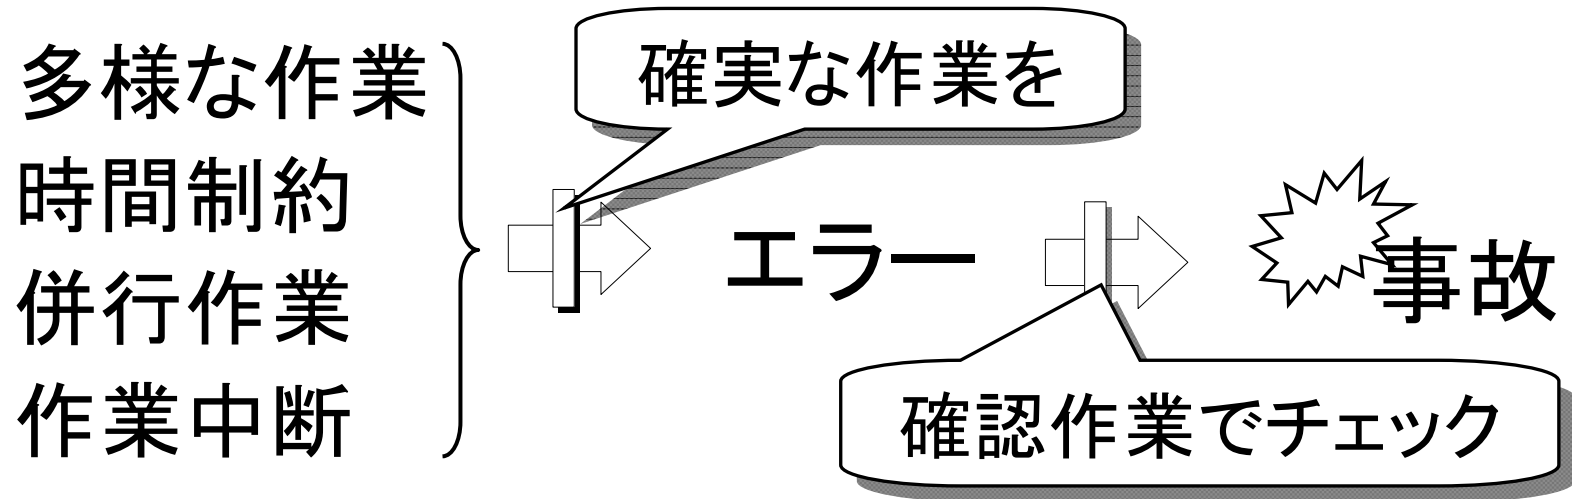 多様な作業
時間制約
併行作業
作業中断
確実な作業を
エラー
事故
確認作業でチェック